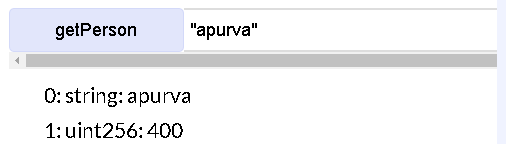 getPerson "apurva"
0: string: apurva
1: uint256: 400